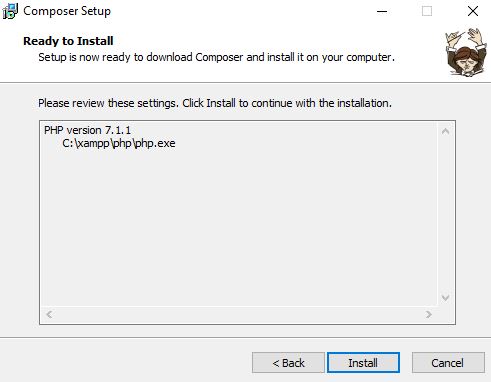 Composer Setup
Ready to Install
Setup is now ready to download Composer and install it on your computer.
Please review these settings. Click Install to continue with the installation.
PHP version 7.1.1
C:\xampp\php\php.exe
< Back
Install
Cancel